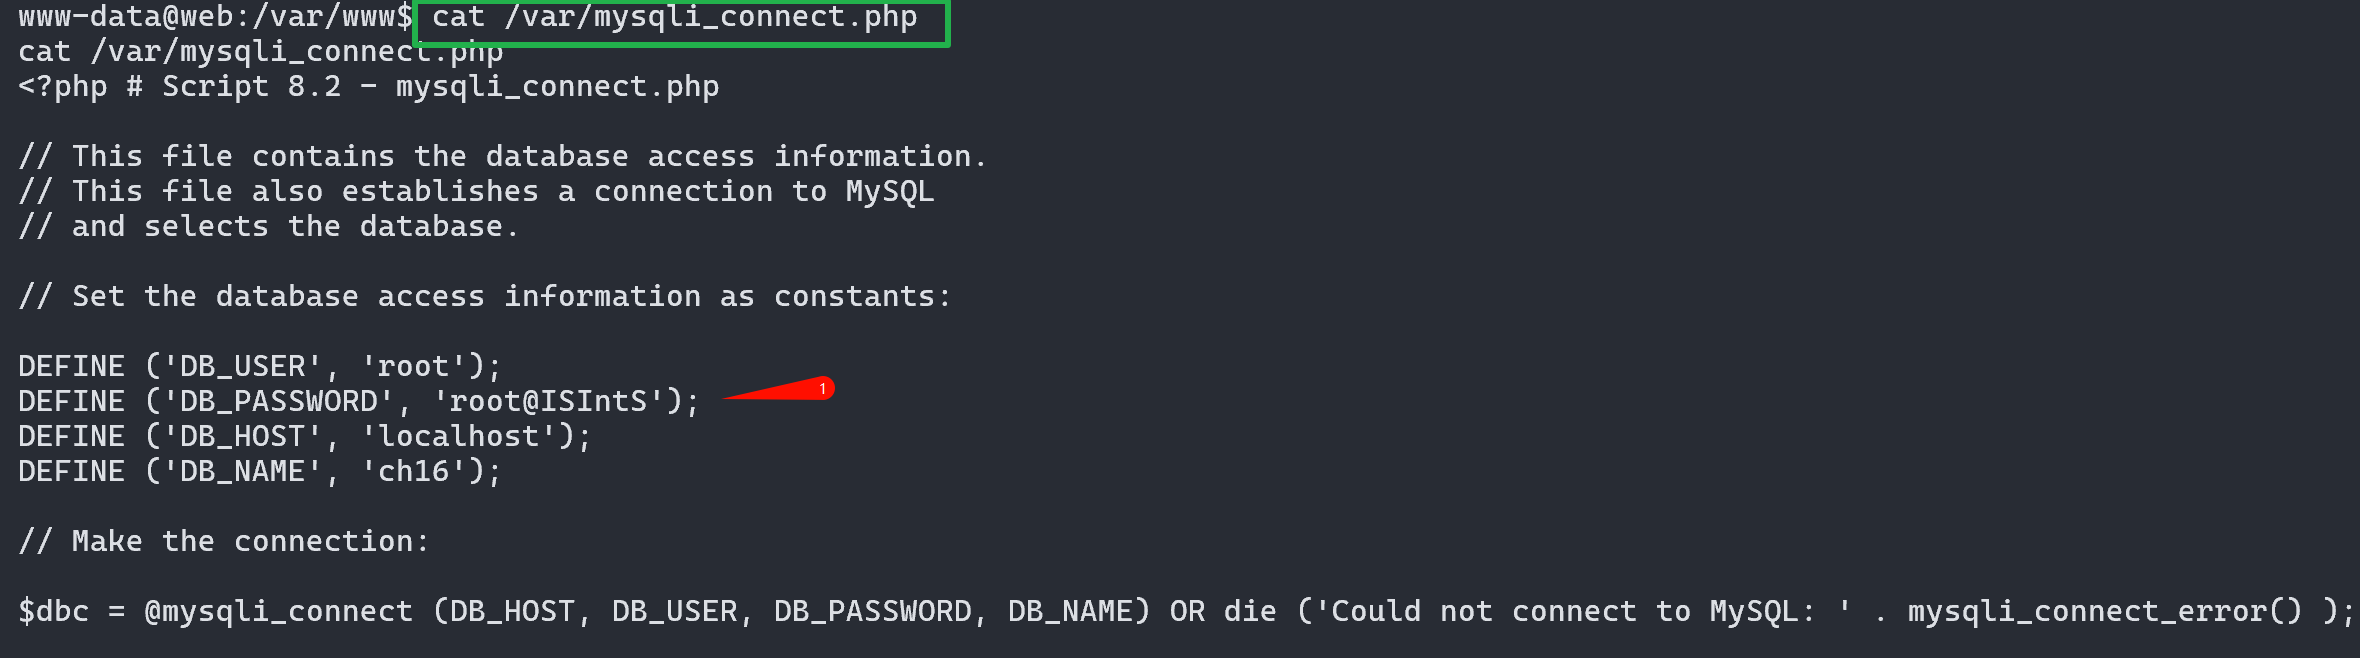 www-data@web:/var/www$ cat /var/mysqli_connect.php
cat /var/mysqli_connect.php
<?php # Script 8.2 - mysqli_connect.php
// This file contains the database access information.
// This file also establishes a connection to MySQL
// and selects the database.
// Set the database access information as constants:
DEFINE ('DB_USER', 'root');
DEFINE ('DB_PASSWORD', 'root@ISIntS'); 1
DEFINE ('DB_HOST', 'localhost');
DEFINE ('DB_NAME', 'ch16');
// Make the connection:
$dbc = @mysqli_connect (DB_HOST, DB_USER, DB_PASSWORD, DB_NAME) OR die ('Could not connect to MySQL: ' . mysqli_connect_error() );